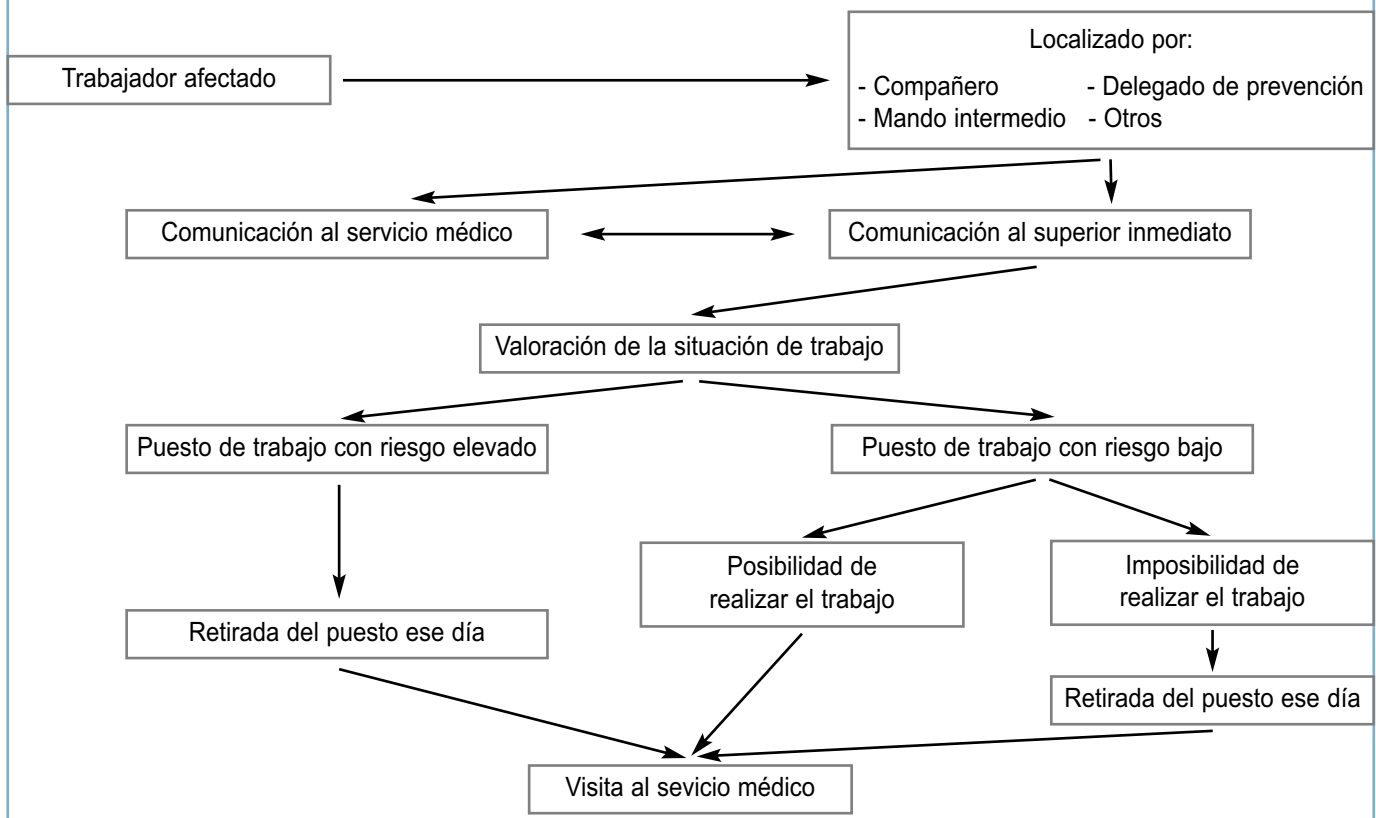 Trabajador afectado
Localizado por:
- Compañero - Delegado de prevención
- Mando intermedio - Otros
Comunicación al servicio médico
Comunicación al superior inmediato
Valoración de la situación de trabajo
Puesto de trabajo con riesgo elevado
Puesto de trabajo con riesgo bajo
Posibilidad de
realizar el trabajo
Imposibilidad de
realizar el trabajo
Retirada del puesto ese día
Retirada del puesto ese día
Visita al sevicio médico